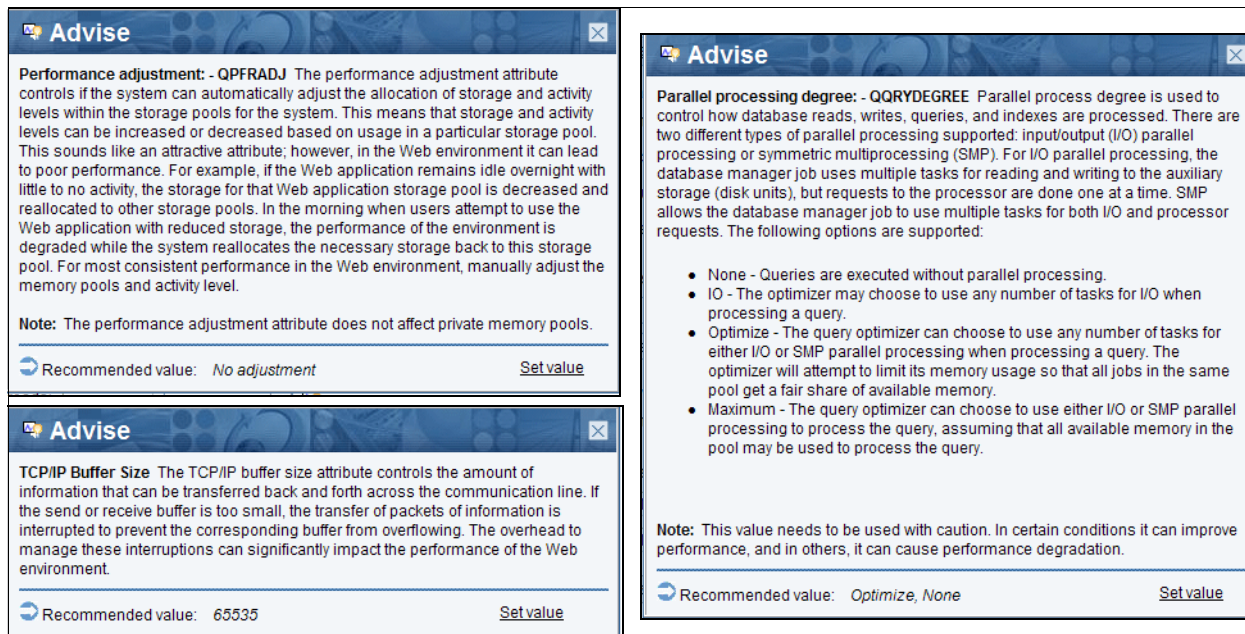 Advise
Performance adjustment: - QPFRADJ The performance adjustment attribute
controls if the system can automatically adjust the allocation of storage and activity
levels within the storage pools for the system. This means that storage and activity
levels can be increased or decreased based on usage in a particular storage pool.
This sounds like an attractive attribute; however, in the Web environment it can lead
to poor performance. For example, if the Web application remains idle overnight with
little to no activity, the storage for that Web application storage pool is decreased and
reallocated to other storage pools. In the morning when users attempt to use the
Web application with reduced storage, the performance of the environment is
degraded while the system reallocates the necessary storage back to this storage
pool. For most consistent performance in the Web environment, manually adjust the
memory pools and activity level.
Note: The performance adjustment attribute does not affect private memory pools.
Recommended value: No adjustment Set value
Advise
TCP/IP Buffer Size The TCP/IP buffer size attribute controls the amount of
information that can be transferred back and forth across the communication line. If
the send or receive buffer is too small, the transfer of packets of information is
interrupted to prevent the corresponding buffer from overflowing. The overhead to
manage these interruptions can significantly impact the performance of the Web
environment.
Recommended value: 65535 Set value
Advise
Parallel processing degree: - QQRYDEGREE Parallel process degree is used to
control how database reads, writes, queries, and indexes are processed. There are
two different types of parallel processing supported: input/output (I/O) parallel
processing or symmetric multiprocessing (SMP). For I/O parallel processing, the
database manager job uses multiple tasks for reading and writing to the auxiliary
storage (disk units), but requests to the processor are done one at a time. SMP
allows the database manager job to use multiple tasks for both I/O and processor
requests. The following options are supported:
• None - Queries are executed without parallel processing.
• IO - The optimizer may choose to use any number of tasks for I/O when
processing a query.
• Optimize - The query optimizer can choose to use any number of tasks for
either I/O or SMP parallel processing when processing a query. The
optimizer will attempt to limit its memory usage so that all jobs in the same
pool get a fair share of available memory.
• Maximum - The query optimizer can choose to use either I/O or SMP parallel
processing to process the query, assuming that all available memory in the
pool may be used to process the query.
Note: This value needs to be used with caution. In certain conditions it can improve
performance, and in others, it can cause performance degradation.
Recommended value: Optimize, None Set value